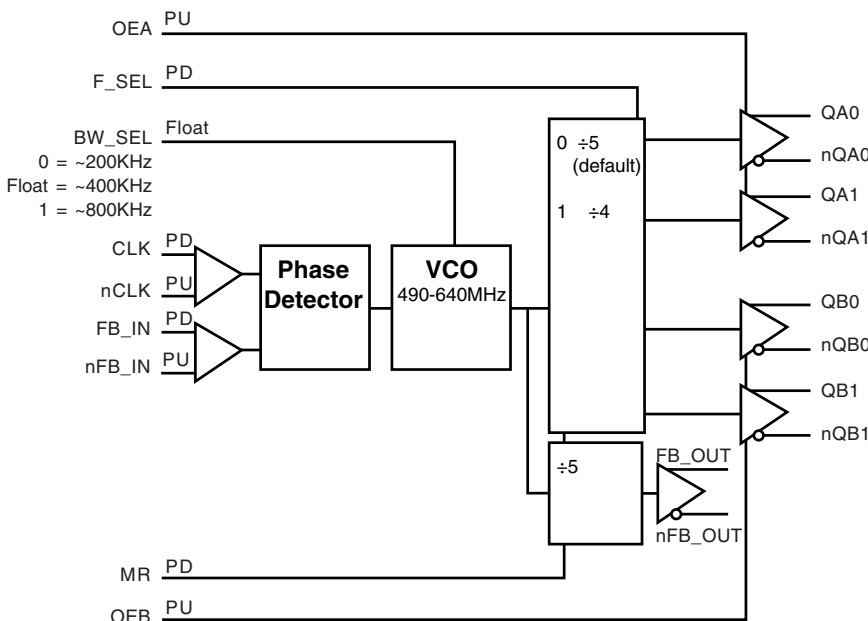 OEA PU
F_SEL PD
BW_SEL Float
0 = ~200KHz
Float = ~400KHz
1 = ~800KHz
CLK PD
nCLK PU
FB_IN PD
nFB_IN PU
Phase
Detector
VCO
490-640MHz
0 ÷5
(default)
1 ÷4
÷5
QA0
nQA0
QA1
nQA1
QB0
nQB0
QB1
nQB1
FB_OUT
nFB_OUT
MR PD
OEB PU